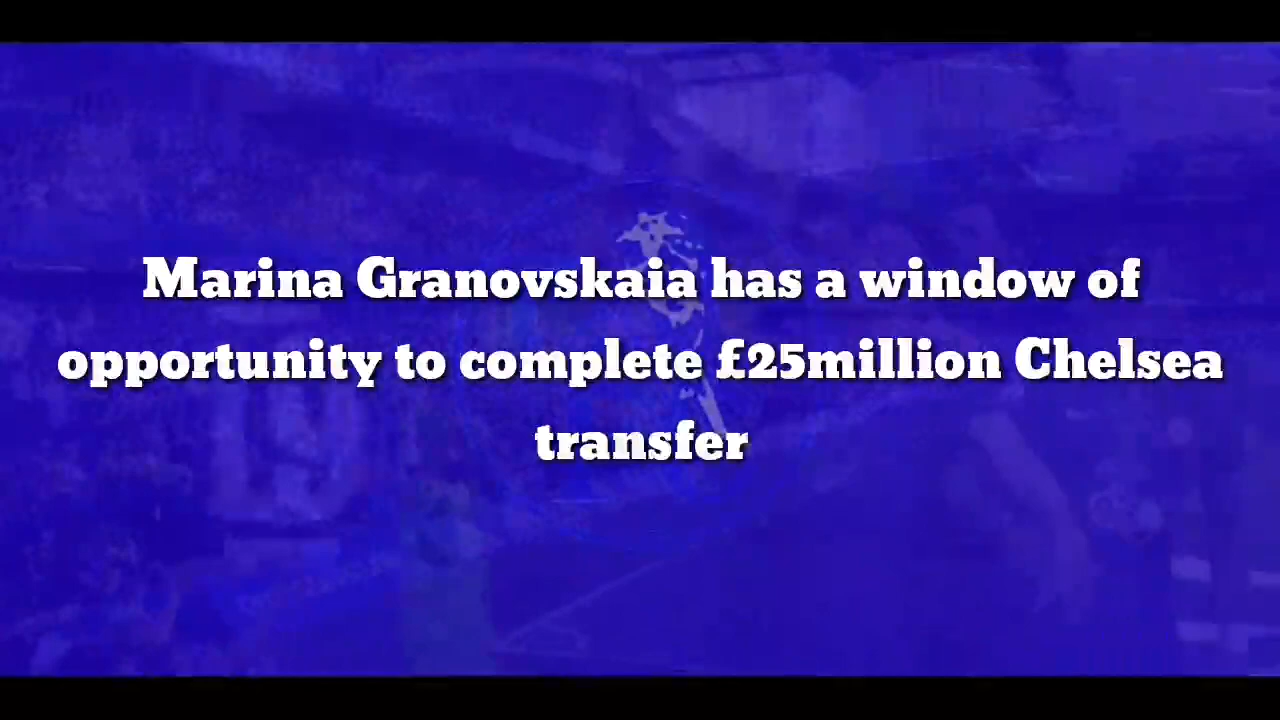 Marina Granovskaia has a window of
opportunity to complete £25million Chelsea
transfer